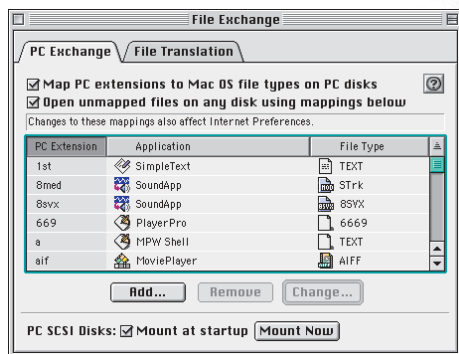 File Exchange
PC Exchange File Translation
Map PC extensions to Mac OS file types on PC disks
Open unmapped files on any disk using mappings below
Changes to these mappings also affect Internet Preferences.
PC Extension Application File Type
1st SimpleText TEXT
8med SoundApp STrk
8svx SoundApp 8SVX
669 PlayerPro 6669
a MPW Shell TEXT
aif MoviePlayer AIFF
Add... Remove Change...
PC SCSI Disks: Mount at startup Mount Now